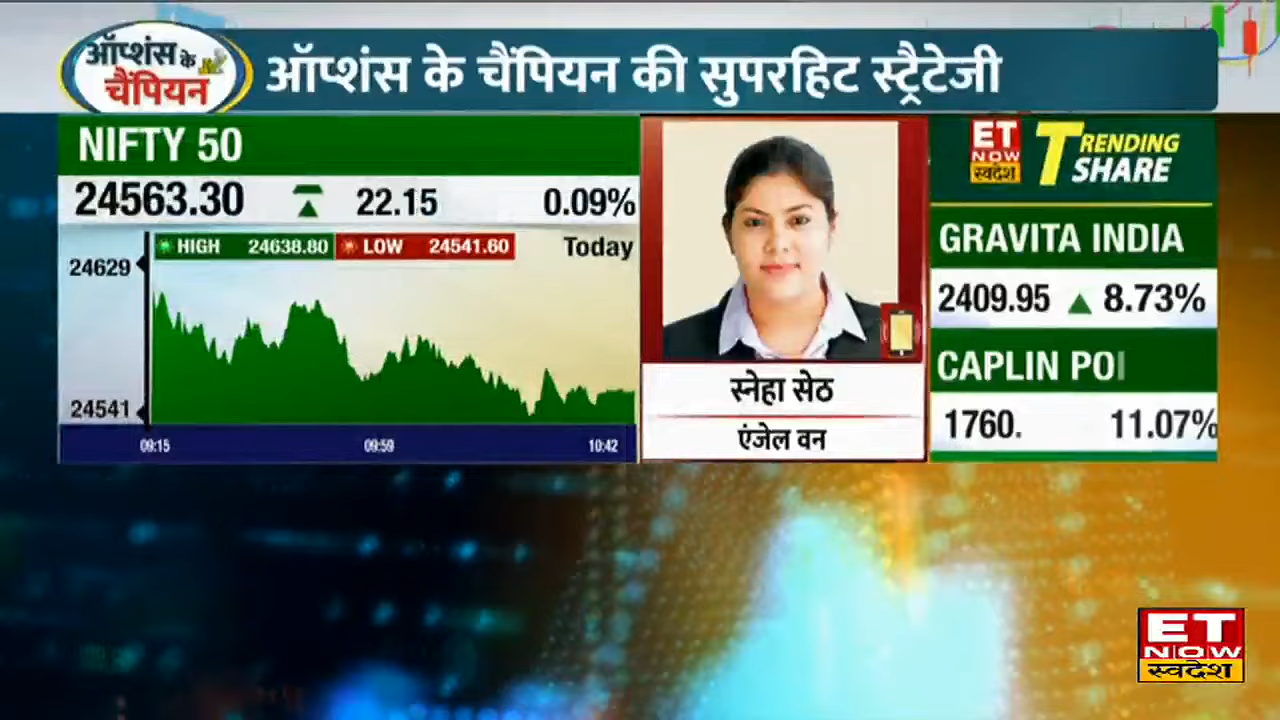 ऑप्शंस के
चैंपियन
ऑप्शंस के चैंपियन की सुपरहिट स्ट्रैटेजी
NIFTY 50
24563.30 22.15 0.09%
HIGH 24638.80 LOW 24541.60 Today
24629
24541
09:15 09:59 10:42
स्नेहा सेठ
एंजेल वन
ET
NOW
स्वदेश
TRENDING
SHARE
GRAVITA INDIA
2409.95 8.73%
CAPLIN POI
1760. 11.07%
ET
NOW
स्वदेश